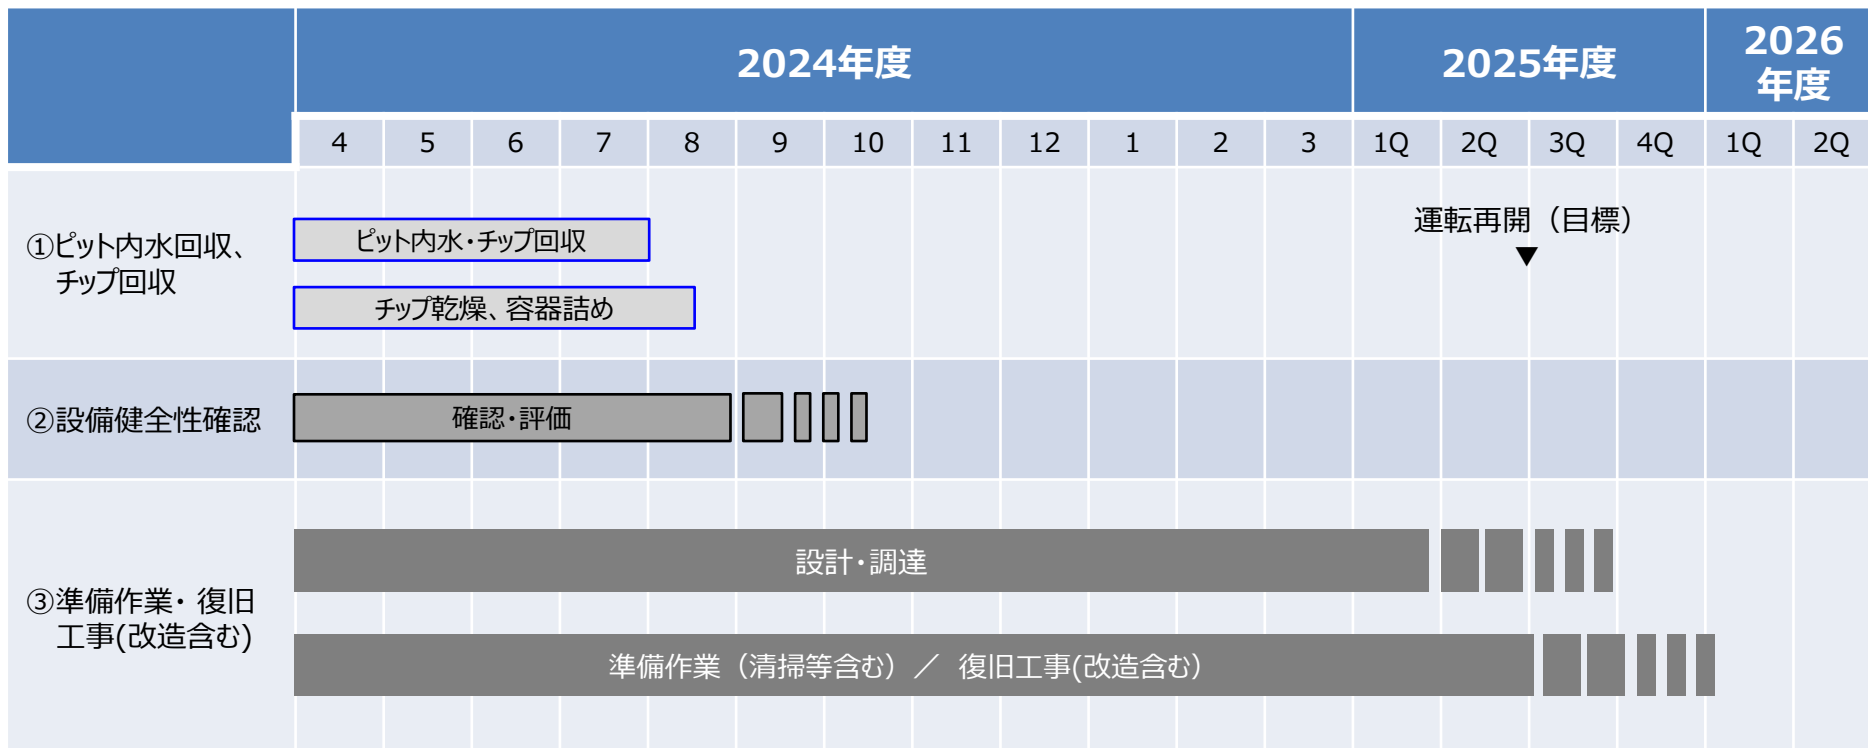 2024年度
2025年度
2026
年度
4 5 6 7 8 9 10 11 12 1 2 3 1Q 2Q 3Q 4Q 1Q 2Q
①ピット内水回収、
チップ回収
ピット内水・チップ回収
チップ乾燥、容器詰め
運転再開（目標）
▼
②設備健全性確認
確認・評価
③準備作業・ 復旧
工事(改造含む)
設計・調達
準備作業（清掃等含む）／ 復旧工事(改造含む）